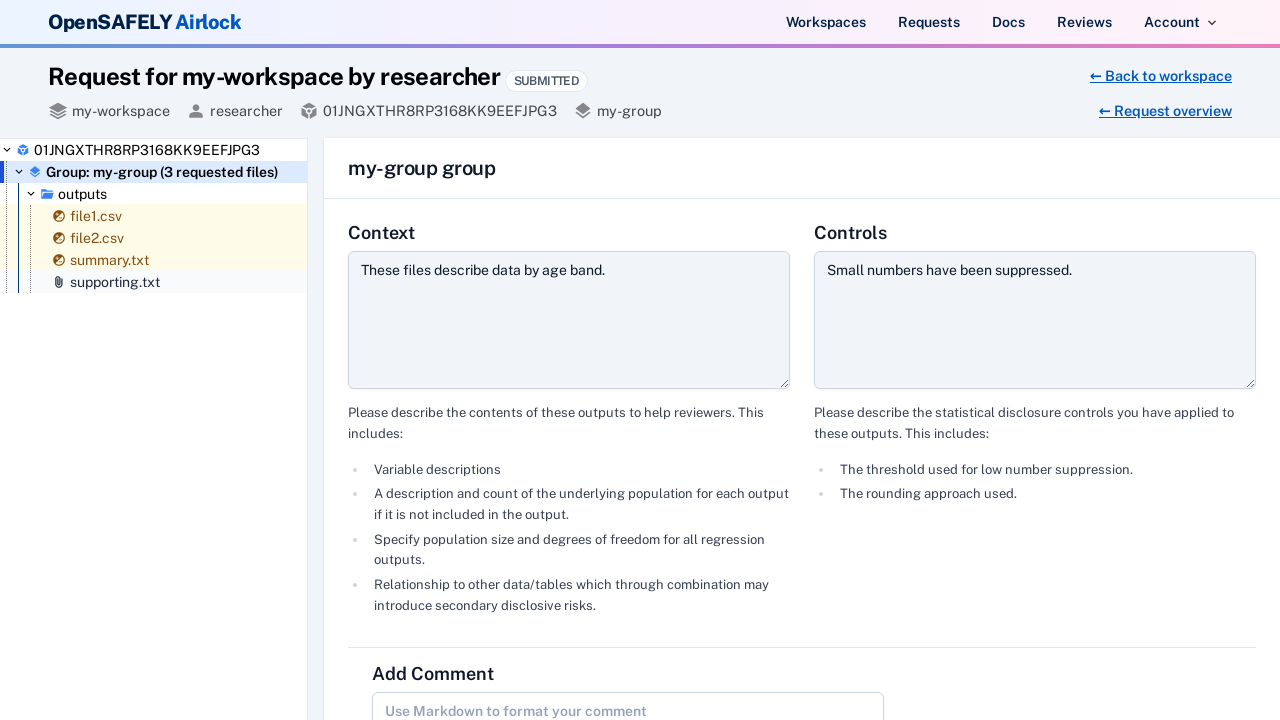 OpenSAFELY Airlock
Workspaces Requests Docs Reviews Account
Request for my-workspace by researcher SUBMITTED
← Back to workspace
my-workspace researcher 01JNGXTHR8RP3168KK9EEFJPG3 my-group
← Request overview
01JNGXTHR8RP3168KK9EEFJPG3
Group: my-group (3 requested files)
outputs
file1.csv
file2.csv
summary.txt
supporting.txt
my-group group
Context
These files describe data by age band.
Please describe the contents of these outputs to help reviewers. This
includes:
Variable descriptions
A description and count of the underlying population for each output
if it is not included in the output.
Specify population size and degrees of freedom for all regression
outputs.
Relationship to other data/tables which through combination may
introduce secondary disclosive risks.
Controls
Small numbers have been suppressed.
Please describe the statistical disclosure controls you have applied to
these outputs. This includes:
The threshold used for low number suppression.
The rounding approach used.
Add Comment
Use Markdown to format your comment